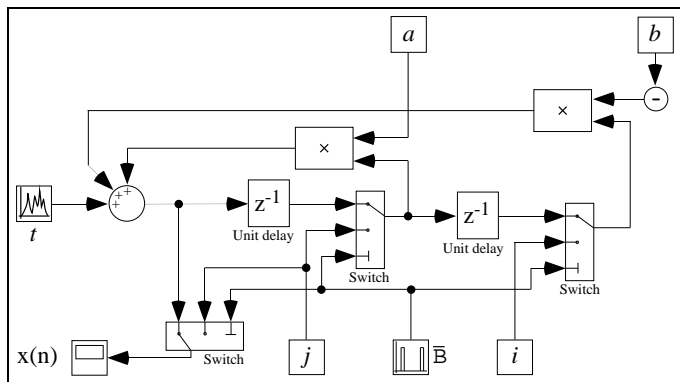 a
b
-
×
×
+ +
+
+
t
z-1
Unit delay
Switch
z-1
Unit delay
Switch
x(n)
Switch
j
B̅
i